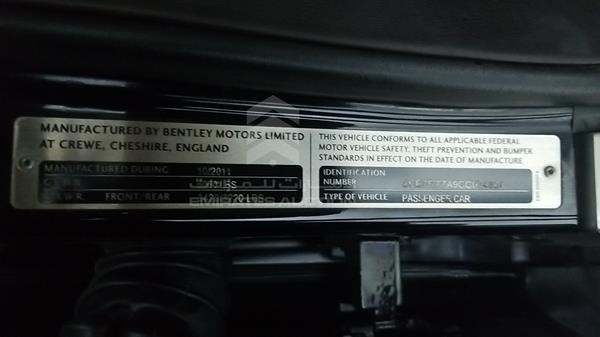 MANUFACTURED BY BENTLEY MOTORS LIMITED
AT CREWE, CHESHIRE, ENGLAND
MANUFACTURED DURING 10/2011
FRONT/REAR LBS
THIS VEHICLE CONFORMS TO ALL APPLICABLE FEDERAL
MOTOR VEHICLE SAFETY, THEFT PREVENTION AND BUMPER
STANDARDS IN EFFECT ON THE DATE OF MANUFACTURE
IDENTIFICATION
NUMBER
TYPE OF VEHICLE PASSENGER CAR